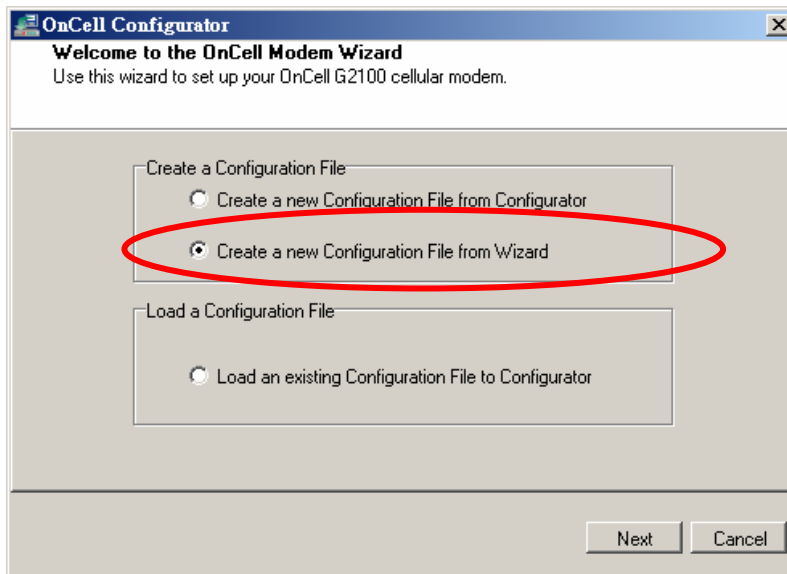 OnCell Configurator
Welcome to the OnCell Modem Wizard
Use this wizard to set up your OnCell G2100 cellular modem.
Create a Configuration File
Create a new Configuration File from Configurator
Create a new Configuration File from Wizard
Load a Configuration File
Load an existing Configuration File to Configurator
Next
Cancel